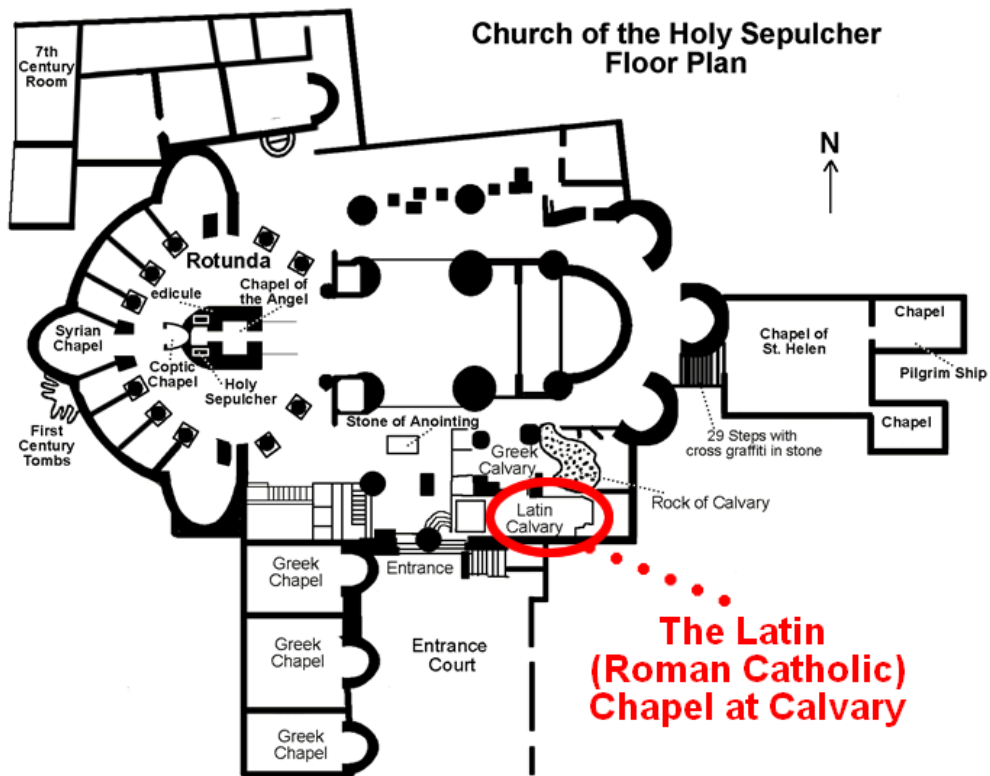 Church of the Holy Sepulcher
Floor Plan
7th
Century
Room
N
Rotunda
Chapel of
the Angel
edicule
Syrian
Chapel
Coptic
Chapel
Holy
Sepulcher
First
Century
Tombs
Stone of Anointing
Greek
Calvary
Latin
Calvary
Rock of Calvary
29 Steps with
cross graffiti in stone
Chapel of
St. Helen
Chapel
Pilgrim Ship
Chapel
Entrance
Greek
Chapel
Greek
Chapel
Greek
Chapel
Entrance
Court
The Latin
(Roman Catholic)
Chapel at Calvary